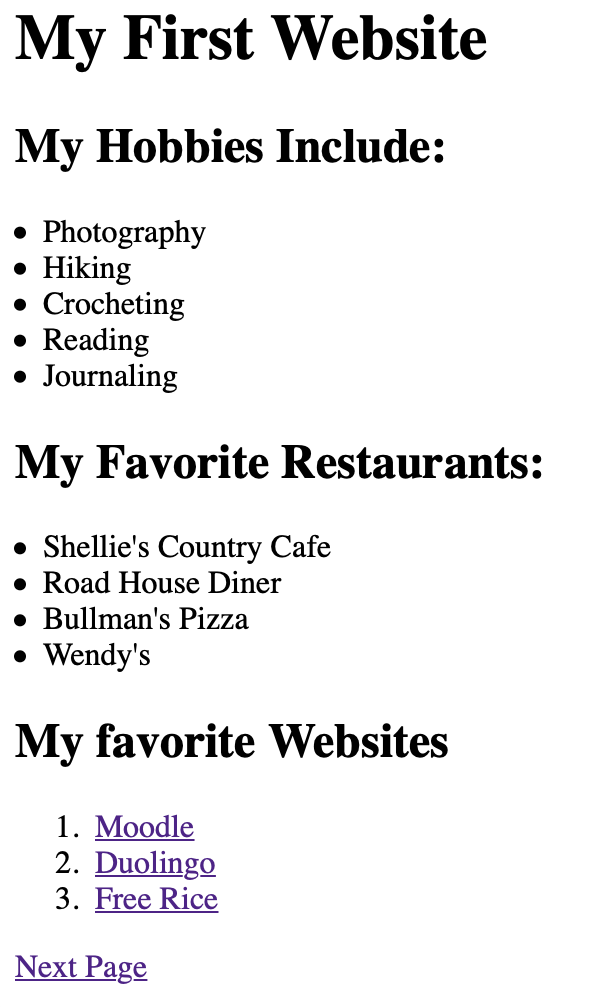 My First Website
My Hobbies Include:
• Photography
• Hiking
• Crocheting
• Reading
• Journaling
My Favorite Restaurants:
• Shellie's Country Cafe
• Road House Diner
• Bullman's Pizza
• Wendy's
My favorite Websites
1. Moodle
2. Duolingo
3. Free Rice
Next Page